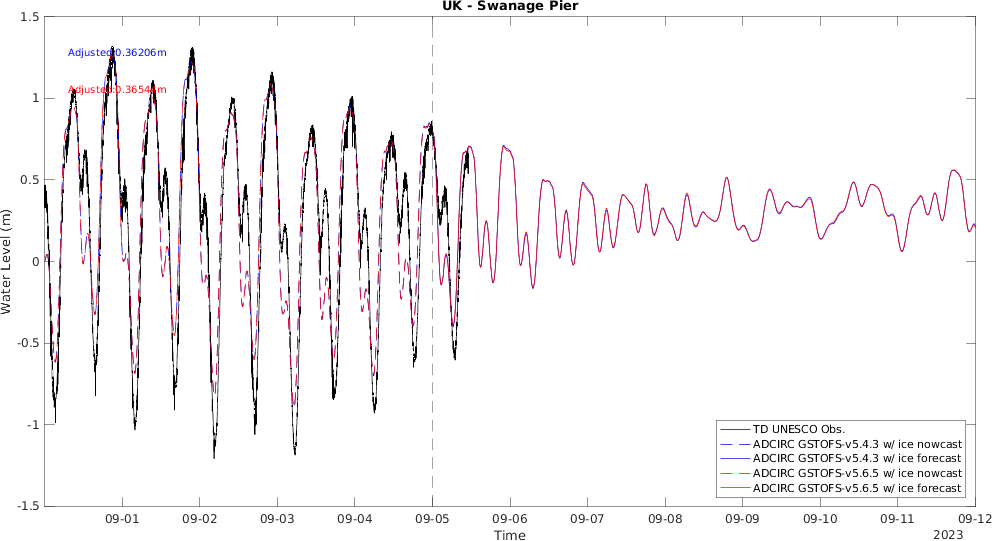 UK - Swanage Pier
1.5
1
0.5
0
-0.5
-1
-1.5
Water Level (m)
Adjusted:0.36206m
Adjusted:0.3654m
TD UNESCO Obs.
ADCIRC GSTOFS-v5.4.3 w/ ice nowcast
ADCIRC GSTOFS-v5.4.3 w/ ice forecast
ADCIRC GSTOFS-v5.6.5 w/ ice nowcast
ADCIRC GSTOFS-v5.6.5 w/ ice forecast
09-01 09-02 09-03 09-04 09-05 09-06 09-07 09-08 09-09 09-10 09-11 09-12
Time
2023